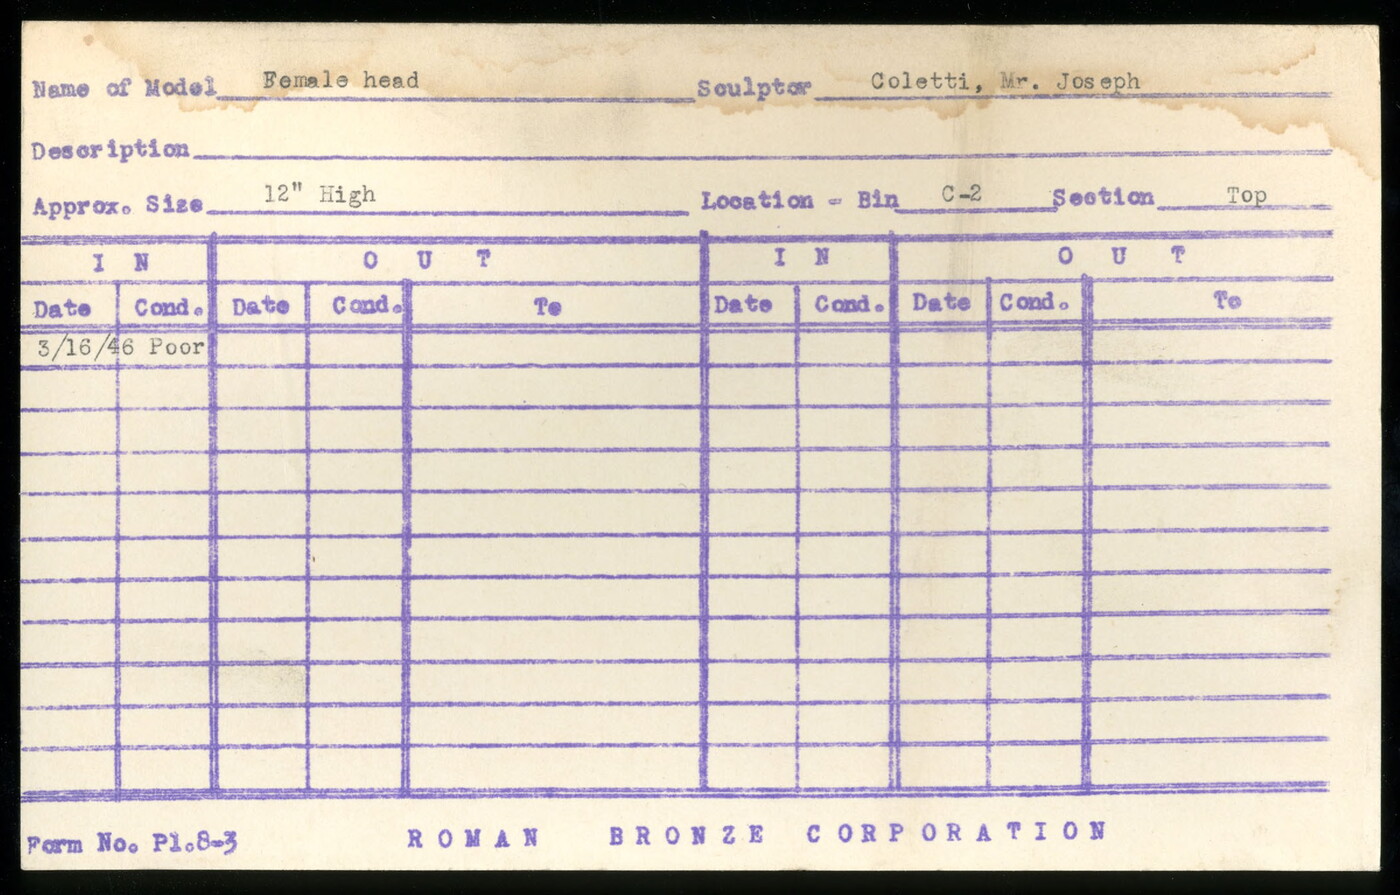 Name of Model Female head Sculptor Coletti, Mr. Joseph
Description
Approx. Size 12" High Location - Bin C-2 Section Top
IN OUT IN OUT
Date Cond. Date Cond. To Date Cond. Date Cond. To
3/16/46 Poor
Form No. Pl.8-3 ROMAN BRONZE CORPORATION